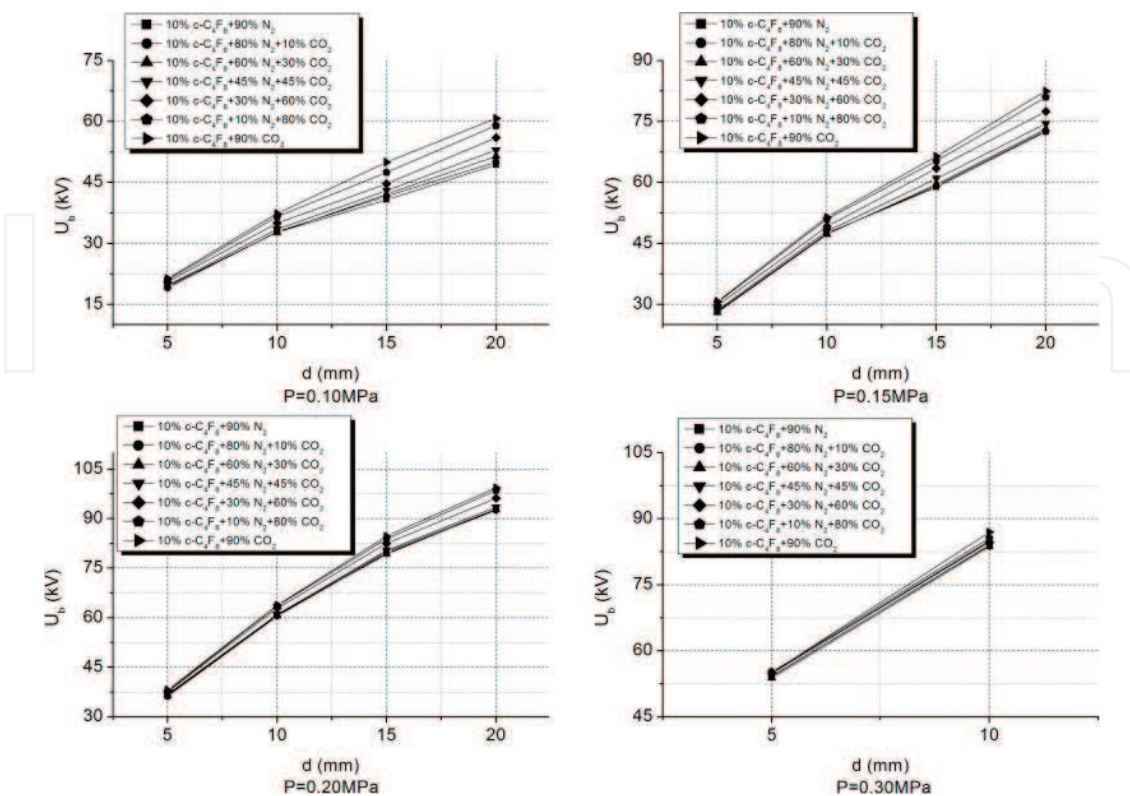 10% c-C₄F₈+90% N₂
10% c-C₄F₈+80% N₂+10% CO₂
10% c-C₄F₈+60% N₂+30% CO₂
10% c-C₄F₈+45% N₂+45% CO₂
10% c-C₄F₈+30% N₂+60% CO₂
10% c-C₄F₈+10% N₂+80% CO₂
10% c-C₄F₈+90% CO₂
75
60
45
30
15
U_b (kV)
5 10 15 20
d (mm)
P=0.10MPa
10% c-C₄F₈+90% N₂
10% c-C₄F₈+80% N₂+10% CO₂
10% c-C₄F₈+60% N₂+30% CO₂
10% c-C₄F₈+45% N₂+45% CO₂
10% c-C₄F₈+30% N₂+60% CO₂
10% c-C₄F₈+10% N₂+80% CO₂
10% c-C₄F₈+90% CO₂
90
75
60
45
30
U_b (kV)
5 10 15 20
d (mm)
P=0.15MPa
10% c-C₄F₈+90% N₂
10% c-C₄F₈+80% N₂+10% CO₂
10% c-C₄F₈+60% N₂+30% CO₂
10% c-C₄F₈+45% N₂+45% CO₂
10% c-C₄F₈+30% N₂+60% CO₂
10% c-C₄F₈+10% N₂+80% CO₂
10% c-C₄F₈+90% CO₂
105
90
75
60
45
30
U_b (kV)
5 10 15 20
d (mm)
P=0.20MPa
10% c-C₄F₈+90% N₂
10% c-C₄F₈+80% N₂+10% CO₂
10% c-C₄F₈+60% N₂+30% CO₂
10% c-C₄F₈+45% N₂+45% CO₂
10% c-C₄F₈+30% N₂+60% CO₂
10% c-C₄F₈+10% N₂+80% CO₂
10% c-C₄F₈+90% CO₂
105
90
75
60
45
U_b (kV)
5 10
d (mm)
P=0.30MPa